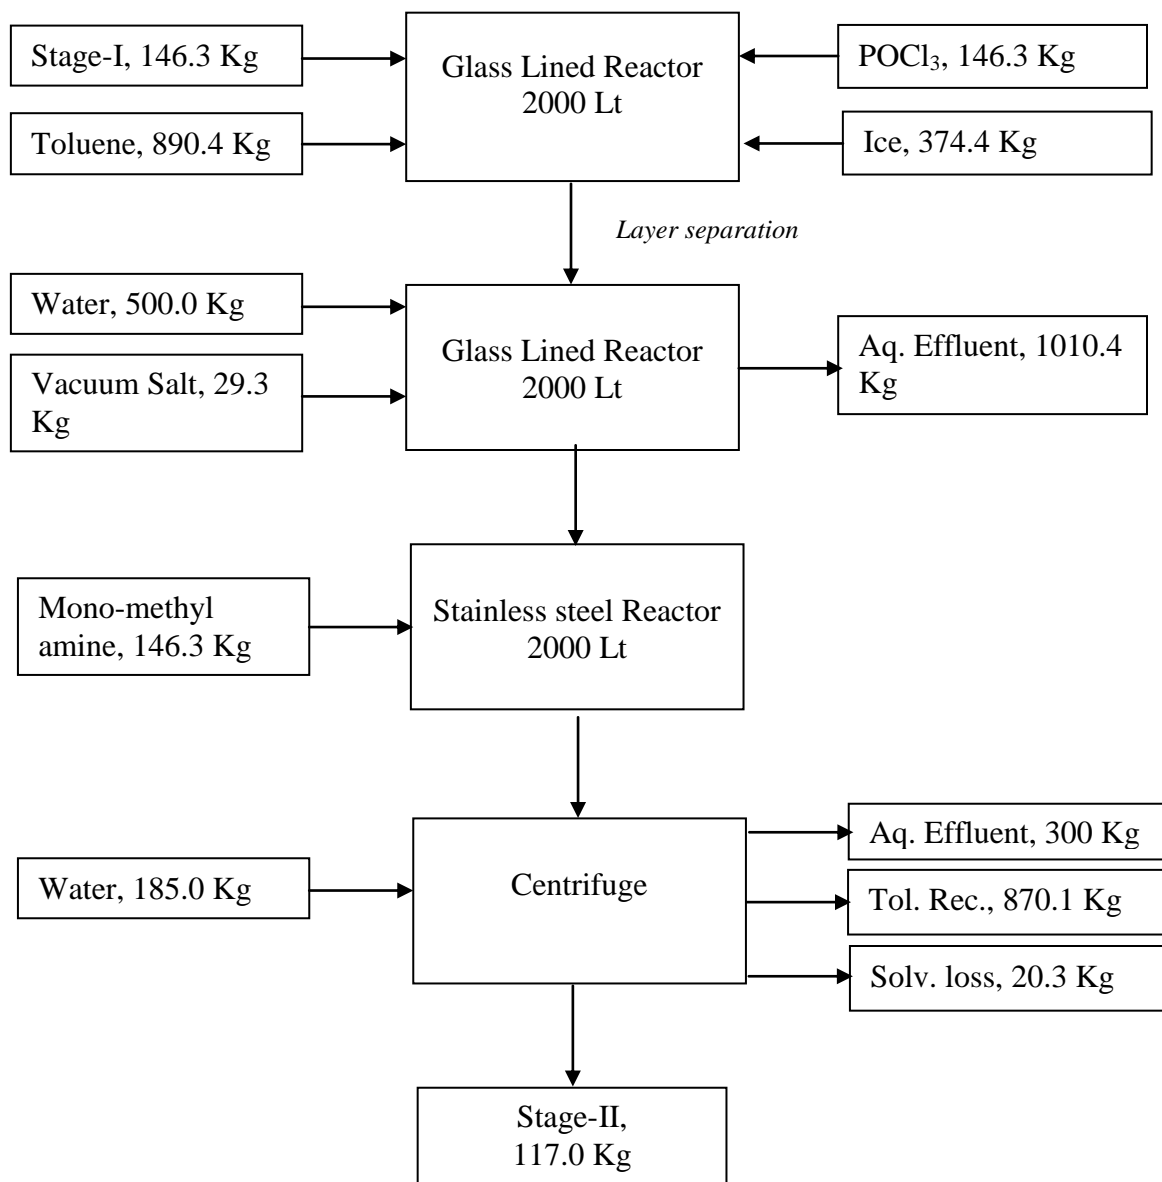 Stage-I, 146.3 Kg
Toluene, 890.4 Kg
Glass Lined Reactor
2000 Lt
POCl₃, 146.3 Kg
Ice, 374.4 Kg
Layer separation
Water, 500.0 Kg
Vacuum Salt, 29.3
Kg
Glass Lined Reactor
2000 Lt
Aq. Effluent, 1010.4
Kg
Mono-methyl
amine, 146.3 Kg
Stainless steel Reactor
2000 Lt
Water, 185.0 Kg
Centrifuge
Aq. Effluent, 300 Kg
Tol. Rec., 870.1 Kg
Solv. loss, 20.3 Kg
Stage-II,
117.0 Kg